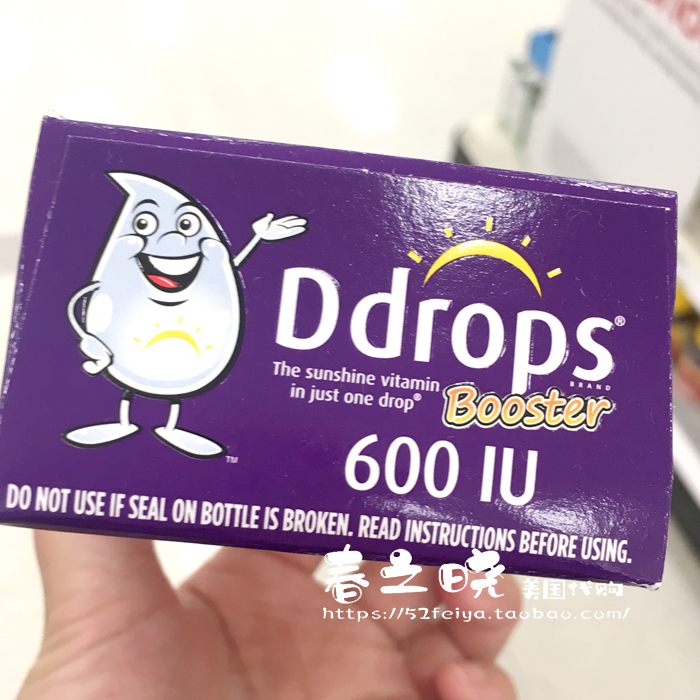 Ddrops®
BRAND
The sunshine vitamin
in just one drop®
Booster
600 IU
TM
DO NOT USE IF SEAL ON BOTTLE IS BROKEN. READ INSTRUCTIONS BEFORE USING.
春之晓 美国代购
https://52feiya.taobao.com/